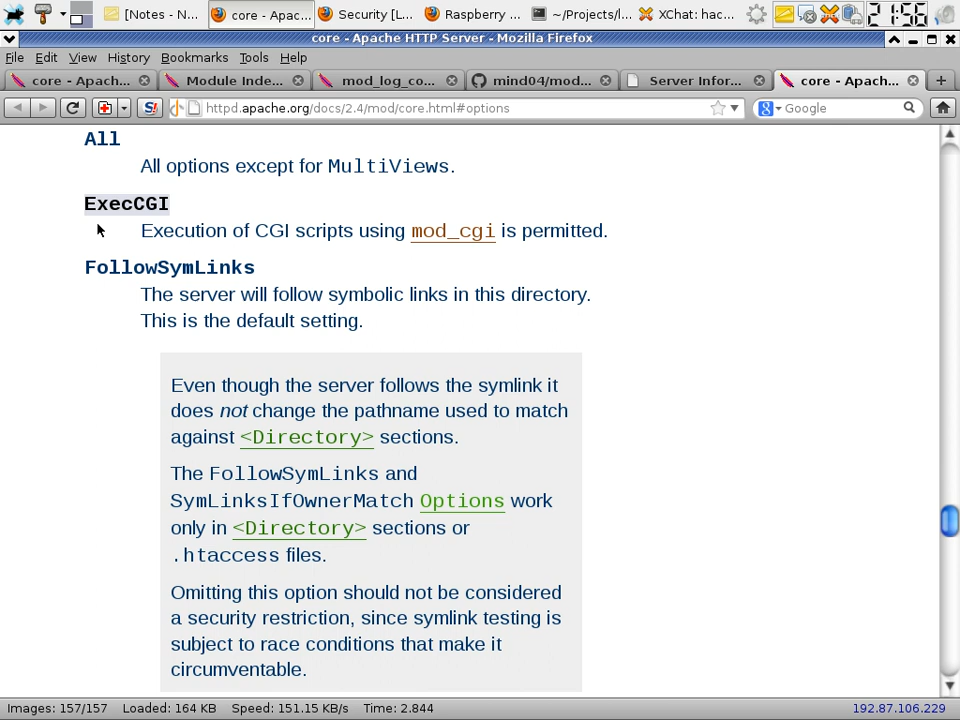 [Notes - N...
core - Apac...
Security [L...
Raspberry ...
~/Projects/l...
XChat: hac...
21:56
core - Apache HTTP Server - Mozilla Firefox
File Edit View History Bookmarks Tools Help
core - Apach...
Module Inde...
mod_log_co...
mind04/mod...
Server Infor...
core - Apach...
httpd.apache.org/docs/2.4/mod/core.html#options
Google
All
All options except for MultiViews.
ExecCGI
Execution of CGI scripts using mod_cgi is permitted.
FollowSymLinks
The server will follow symbolic links in this directory.
This is the default setting.
Even though the server follows the symlink it
does not change the pathname used to match
against <Directory> sections.
The FollowSymLinks and
SymLinksIfOwnerMatch Options work
only in <Directory> sections or
.htaccess files.
Omitting this option should not be considered
a security restriction, since symlink testing is
subject to race conditions that make it
circumventable.
Images: 157/157 Loaded: 164 KB Speed: 151.15 KB/s Time: 2.844
192.87.106.229